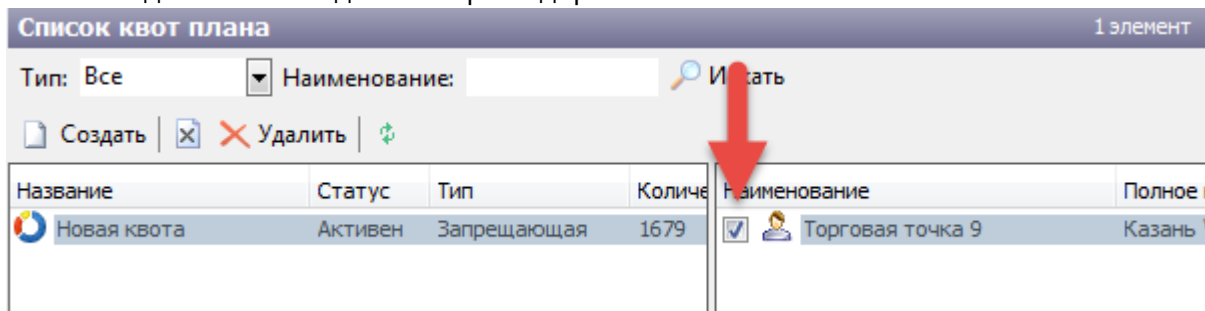 Список квот плана 1 элемент
Тип: Все Наименование: Искать
Создать Удалить
Название Статус Тип Количе Наименование Полное
Новая квота Активен Запрещающая 1679 Торговая точка 9 Казань